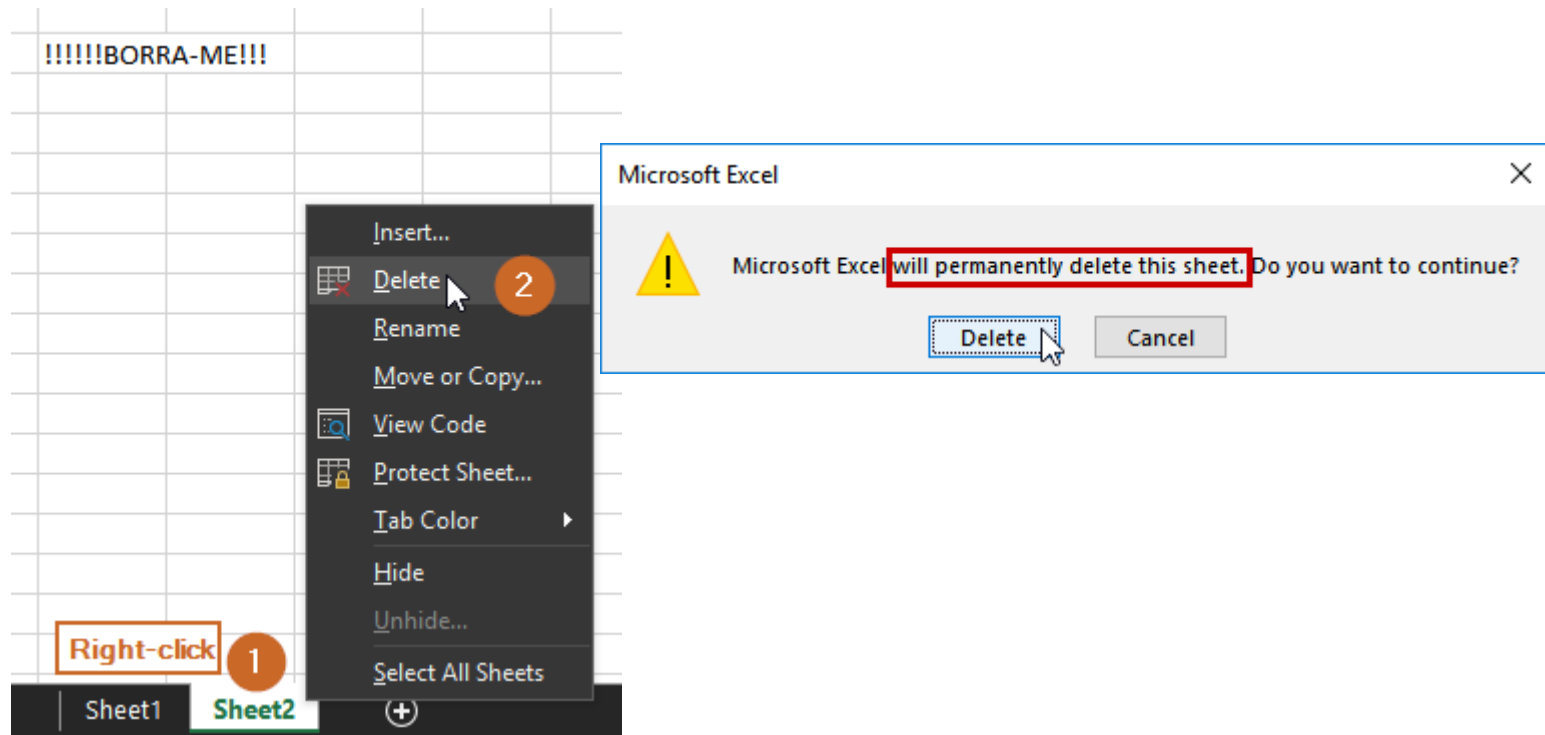 !!!!!!BORRA-ME!!!
Insert...
Delete
2
Rename
Move or Copy...
View Code
Protect Sheet...
Tab Color
Hide
Unhide...
Select All Sheets
Right-click
1
Sheet1
Sheet2
Microsoft Excel
Microsoft Excel will permanently delete this sheet. Do you want to continue?
Delete
Cancel